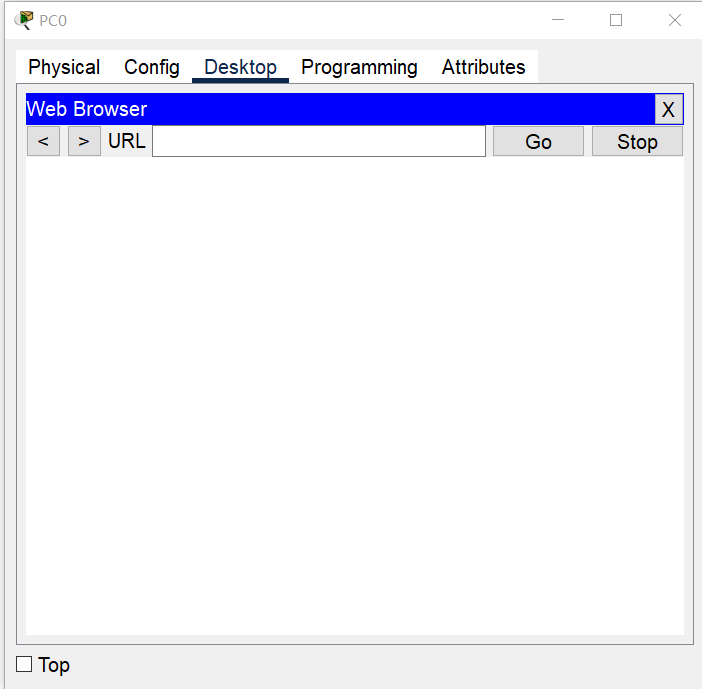 PC0
Physical Config Desktop Programming Attributes
Web Browser X
< > URL Go Stop
Top